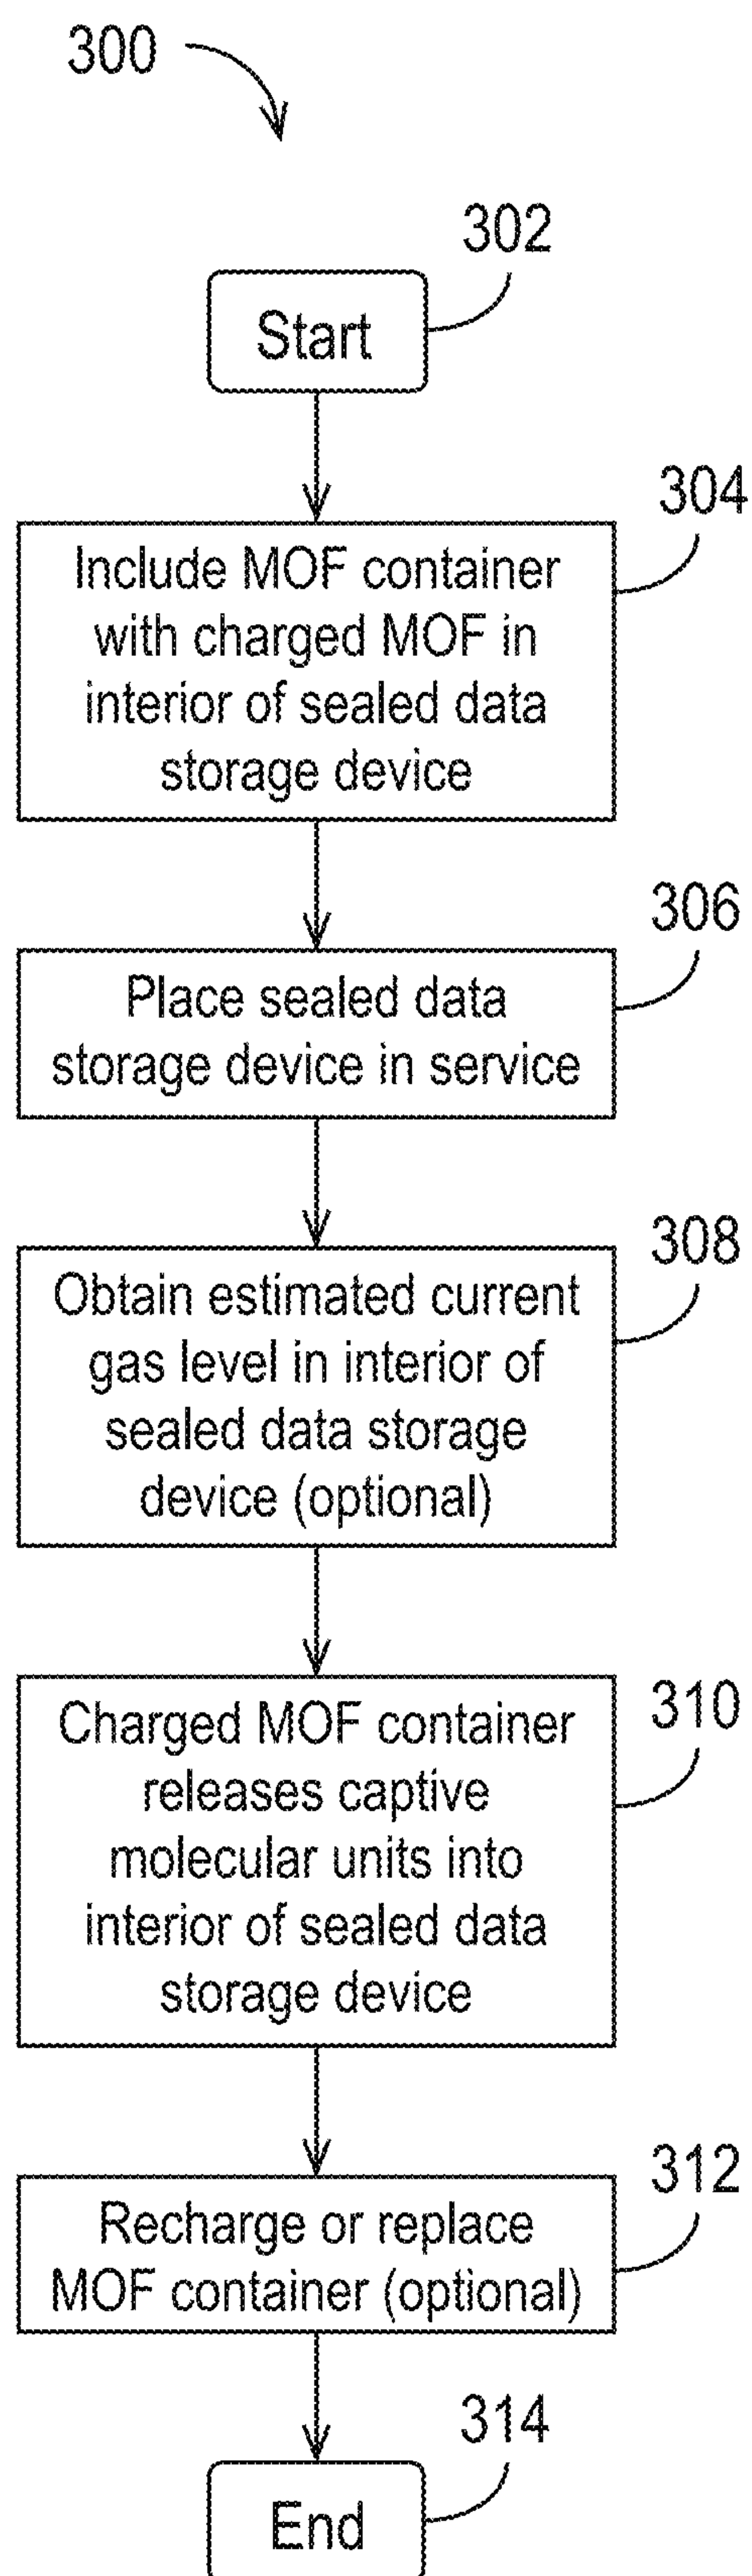 300
302
Start
304
Include MOF container
with charged MOF in
interior of sealed data
storage device
306
Place sealed data
storage device in service
308
Obtain estimated current
gas level in interior of
sealed data storage
device (optional)
310
Charged MOF container
releases captive
molecular units into
interior of sealed data
storage device
312
Recharge or replace
MOF container (optional)
314
End